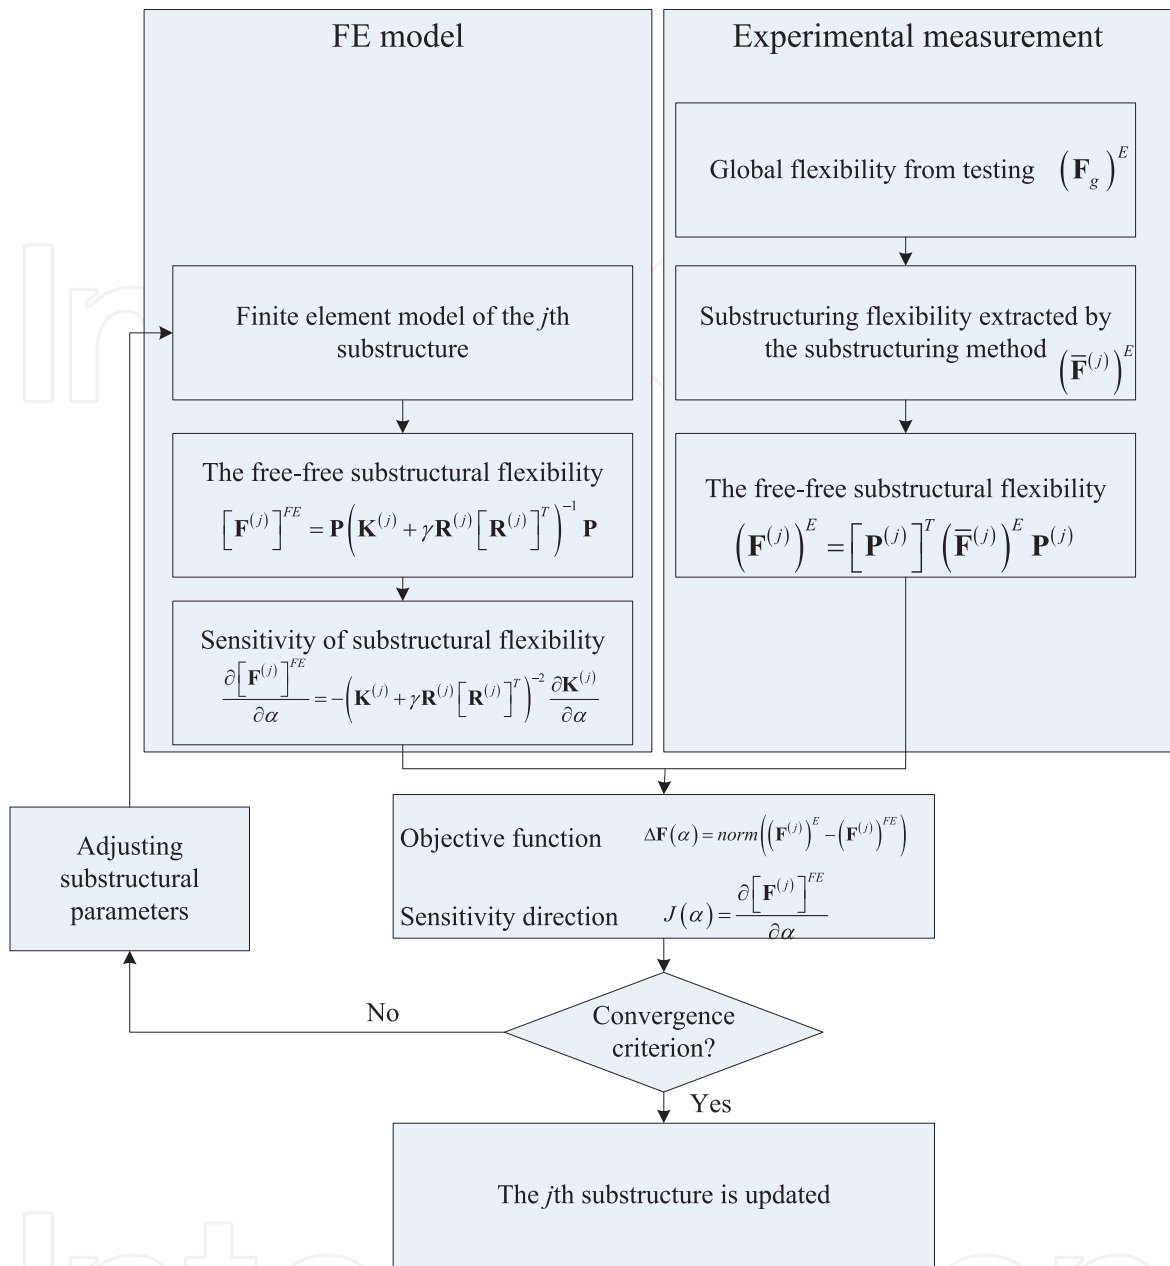 FE model
Finite element model of the jth
substructure
The free-free substructural flexibility
[F^(j)]^FE = P(K^(j) + γR^(j)[R^(j)]^T)^−1 P
Sensitivity of substructural flexibility
∂[F^(j)]^FE / ∂α = −(K^(j) + γR^(j)[R^(j)]^T)^−2 ∂K^(j) / ∂α
Experimental measurement
Global flexibility from testing (F_g)^E
Substructuring flexibility extracted by
the substructuring method (F̅^(j))^E
The free-free substructural flexibility
(F^(j))^E = [P^(j)]^T (F̅^(j))^E P^(j)
Objective function ΔF(α) = norm((F^(j))^E − (F^(j))^FE)
Sensitivity direction J(α) = ∂[F^(j)]^FE / ∂α
Adjusting
substructural
parameters
No
Convergence
criterion?
Yes
The jth substructure is updated